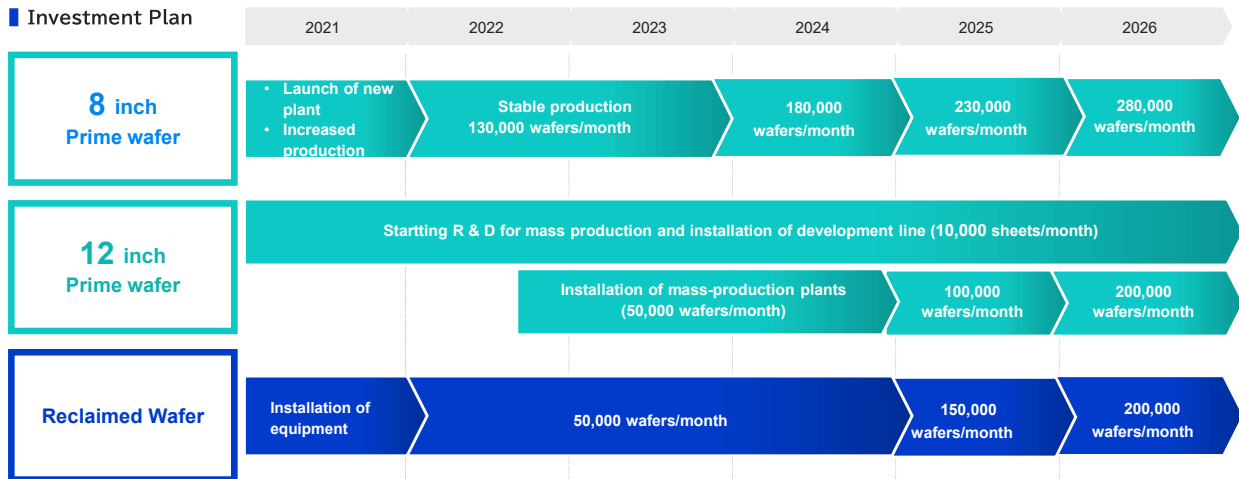 Investment Plan
2021 2022 2023 2024 2025 2026
8 inch
Prime wafer
• Launch of new
plant
• Increased
production
Stable production
130,000 wafers/month
180,000
wafers/month
230,000
wafers/month
280,000
wafers/month
12 inch
Prime wafer
Startting R & D for mass production and installation of development line (10,000 sheets/month)
Installation of mass-production plants
(50,000 wafers/month)
100,000
wafers/month
200,000
wafers/month
Reclaimed Wafer
Installation of
equipment
50,000 wafers/month
150,000
wafers/month
200,000
wafers/month